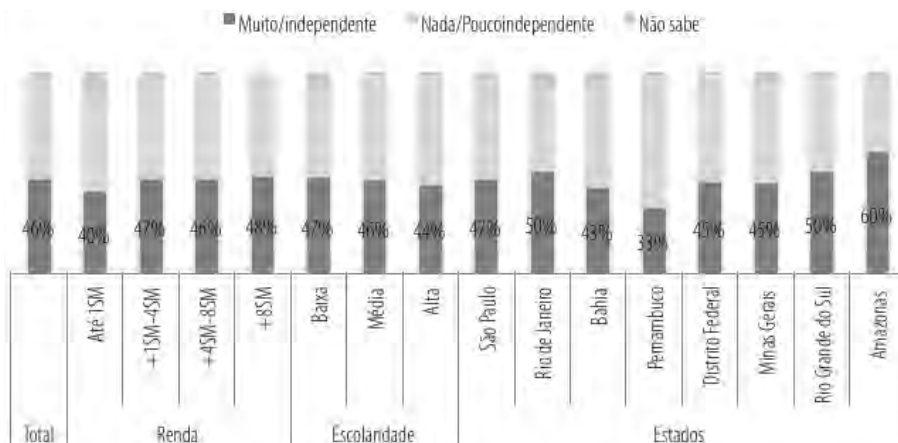 Muito/independente Nada/Poucoindependente Não sabe
46% 40% 47% 46% 48% 47% 46% 44% 47% 50% 43% 33% 45% 45% 50% 60%
Até 1SM
+1SM-4SM
+4SM-8SM
+8SM
Baixa
Média
Alta
São Paulo
Rio de Janeiro
Bahia
Pernambuco
Distrito Federal
Minas Gerais
Rio Grande do Sul
Amazonas
Total Renda Escolaridade Estados